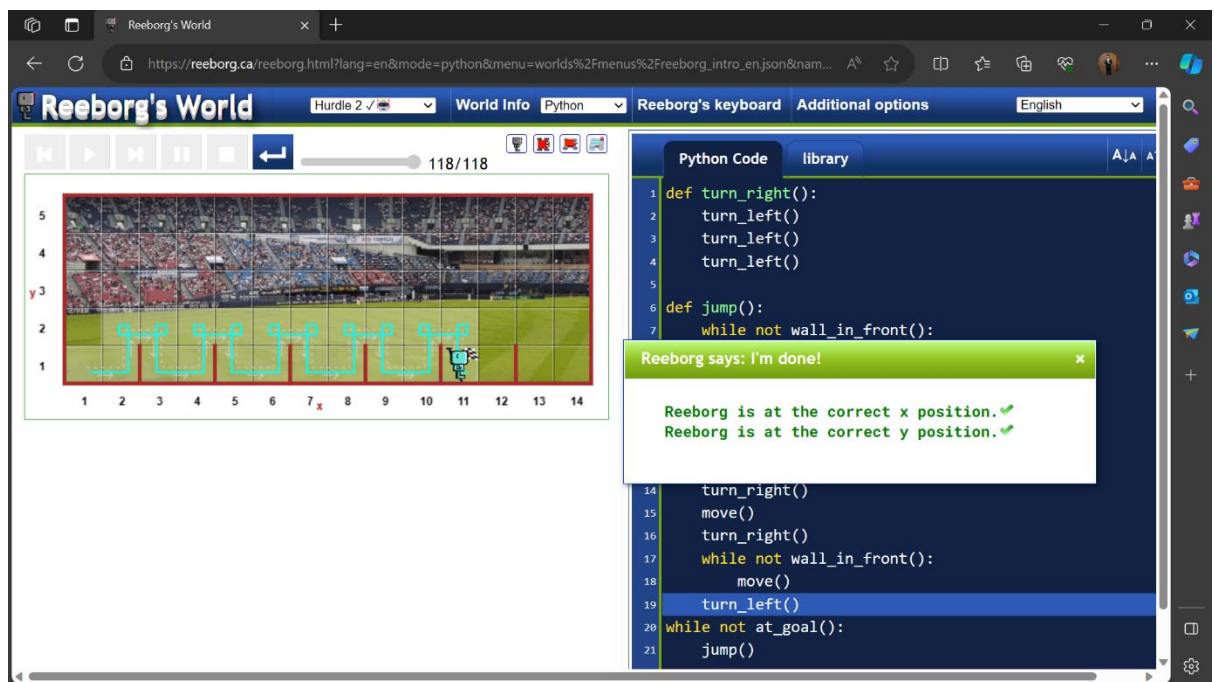 Reeborg's World
https://reeborg.ca/reeborg.html?lang=en&mode=python&menu=worlds%2Fmenus%2Freeborg_intro_en.json&nam...
Reeborg's World
Hurdle 2 ✓
World Info
Python
Reeborg's keyboard
Additional options
English
118/118
Python Code
library
A↓A
5
4
y 3
2
1
1 2 3 4 5 6 7 x 8 9 10 11 12 13 14
1 def turn_right():
2 turn_left()
3 turn_left()
4 turn_left()
5
6 def jump():
7 while not wall_in_front():
Reeborg says: I'm done!
×
Reeborg is at the correct x position.
Reeborg is at the correct y position.
14 turn_right()
15 move()
16 turn_right()
17 while not wall_in_front():
18 move()
19 turn_left()
20 while not at_goal():
21 jump()